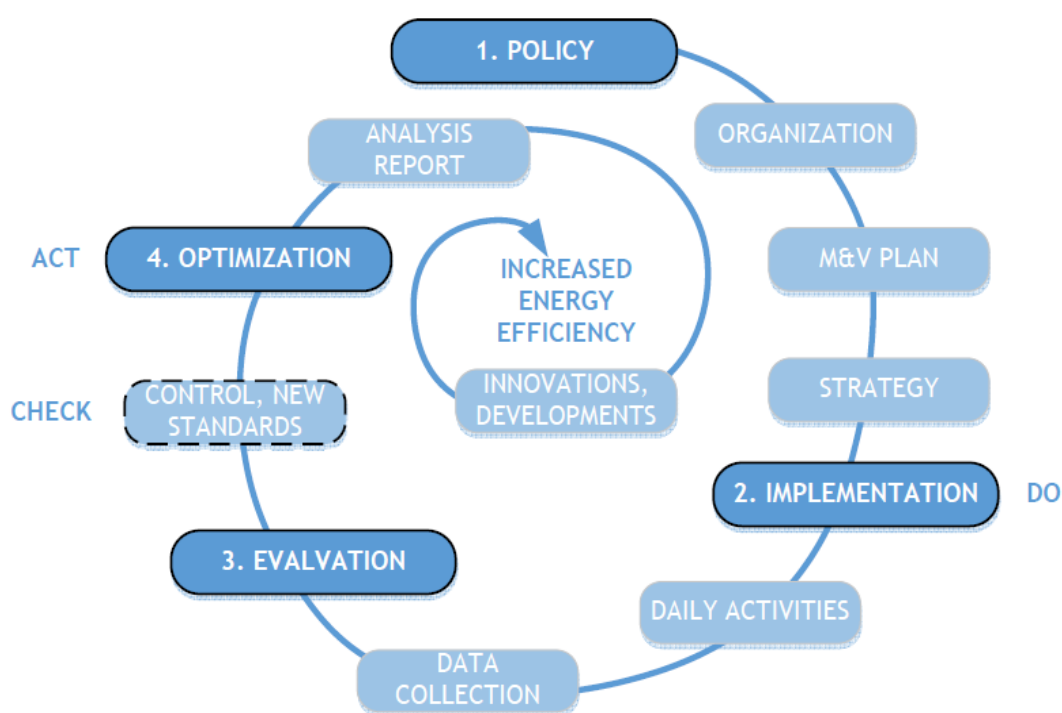 1. POLICY
ORGANIZATION
ANALYSIS
REPORT
ACT
4. OPTIMIZATION
M&V PLAN
INCREASED
ENERGY
EFFICIENCY
CHECK
CONTROL, NEW
STANDARDS
INNOVATIONS,
DEVELOPMENTS
STRATEGY
2. IMPLEMENTATION
DO
3. EVALVATION
DAILY ACTIVITIES
DATA
COLLECTION